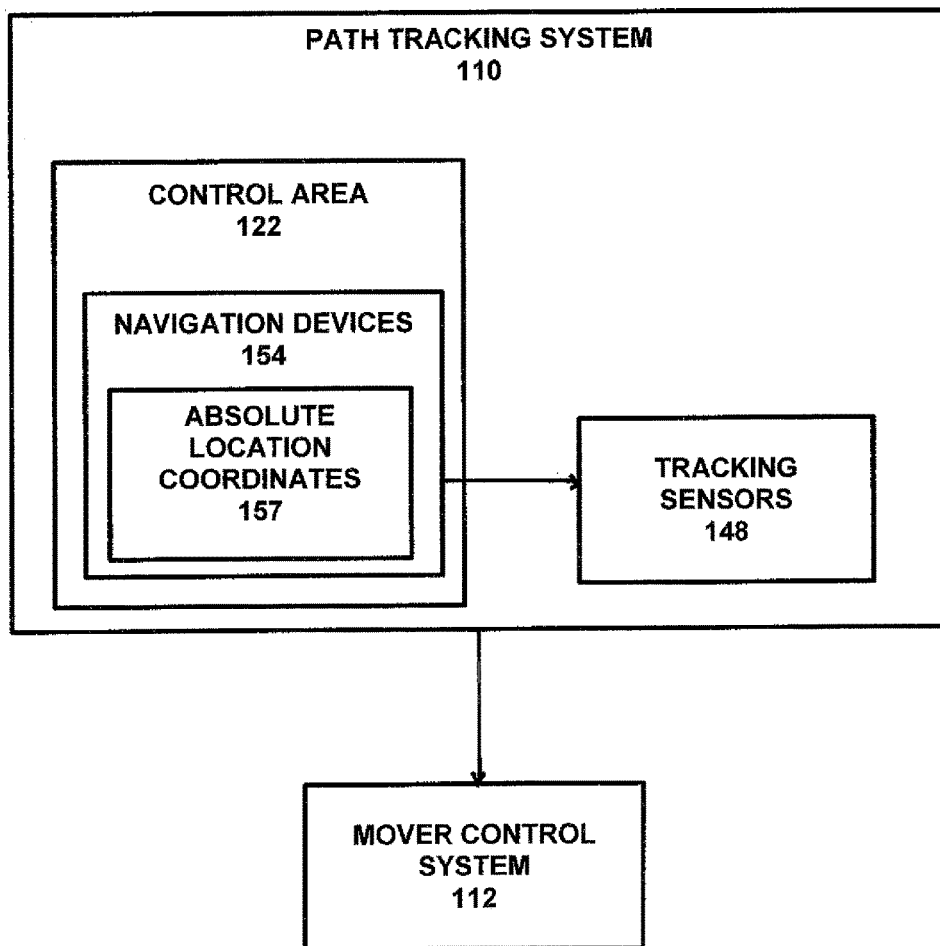 PATH TRACKING SYSTEM
110
CONTROL AREA
122
NAVIGATION DEVICES
154
ABSOLUTE
LOCATION
COORDINATES
157
TRACKING
SENSORS
148
MOVER CONTROL
SYSTEM
112